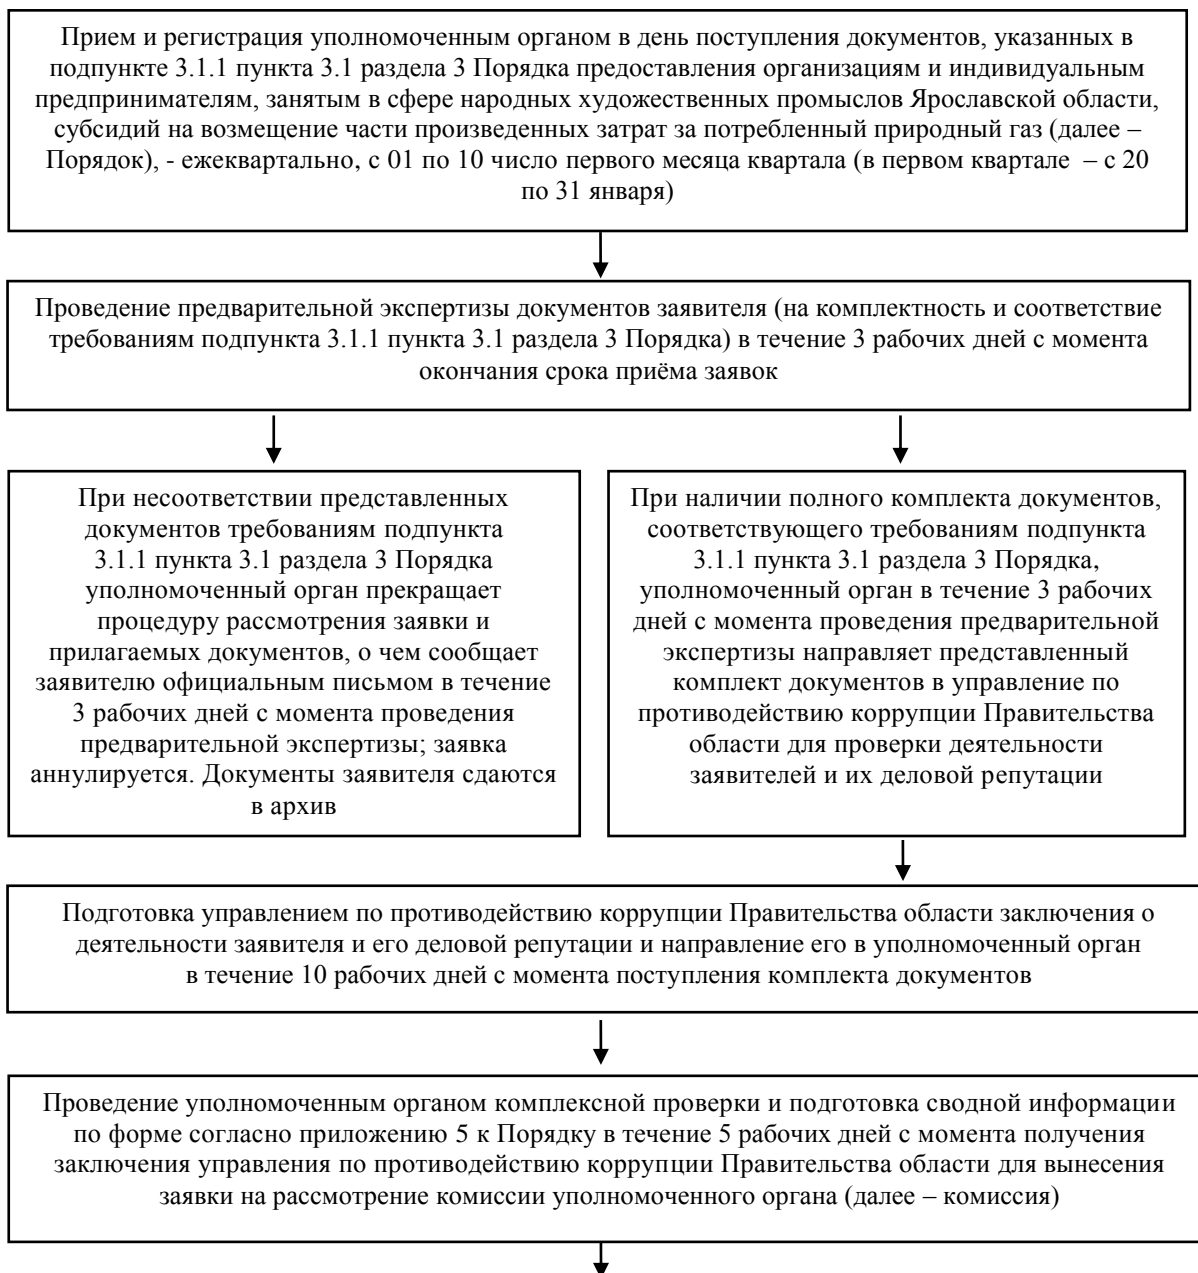 Прием и регистрация уполномоченным органом в день поступления документов, указанных в
подпункте 3.1.1 пункта 3.1 раздела 3 Порядка предоставления организациям и индивидуальным
предпринимателям, занятым в сфере народных художественных промыслов Ярославской области,
субсидий на возмещение части произведенных затрат за потребленный природный газ (далее –
Порядок), - ежеквартально, с 01 по 10 число первого месяца квартала (в первом квартале – с 20
по 31 января)
Проведение предварительной экспертизы документов заявителя (на комплектность и соответствие
требованиям подпункта 3.1.1 пункта 3.1 раздела 3 Порядка) в течение 3 рабочих дней с момента
окончания срока приёма заявок
При несоответствии представленных
документов требованиям подпункта
3.1.1 пункта 3.1 раздела 3 Порядка
уполномоченный орган прекращает
процедуру рассмотрения заявки и
прилагаемых документов, о чем сообщает
заявителю официальным письмом в течение
3 рабочих дней с момента проведения
предварительной экспертизы; заявка
аннулируется. Документы заявителя сдаются
в архив
При наличии полного комплекта документов,
соответствующего требованиям подпункта
3.1.1 пункта 3.1 раздела 3 Порядка,
уполномоченный орган в течение 3 рабочих
дней с момента проведения предварительной
экспертизы направляет представленный
комплект документов в управление по
противодействию коррупции Правительства
области для проверки деятельности
заявителей и их деловой репутации
Подготовка управлением по противодействию коррупции Правительства области заключения о
деятельности заявителя и его деловой репутации и направление его в уполномоченный орган
в течение 10 рабочих дней с момента поступления комплекта документов
Проведение уполномоченным органом комплексной проверки и подготовка сводной информации
по форме согласно приложению 5 к Порядку в течение 5 рабочих дней с момента получения
заключения управления по противодействию коррупции Правительства области для вынесения
заявки на рассмотрение комиссии уполномоченного органа (далее – комиссия)